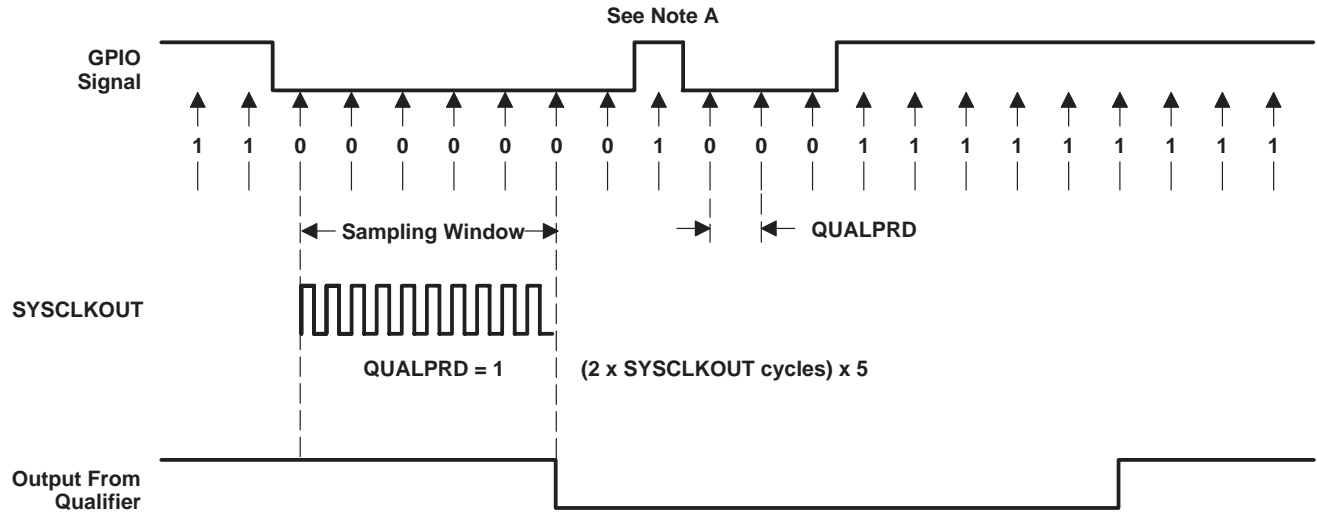 See Note A
GPIO
Signal
1 1 0 0 0 0 0 0 0 1 0 0 0 1 1 1 1 1 1 1 1 1
Sampling Window
QUALPRD
SYSCLKOUT
QUALPRD = 1
(2 x SYSCLKOUT cycles) x 5
Output From
Qualifier